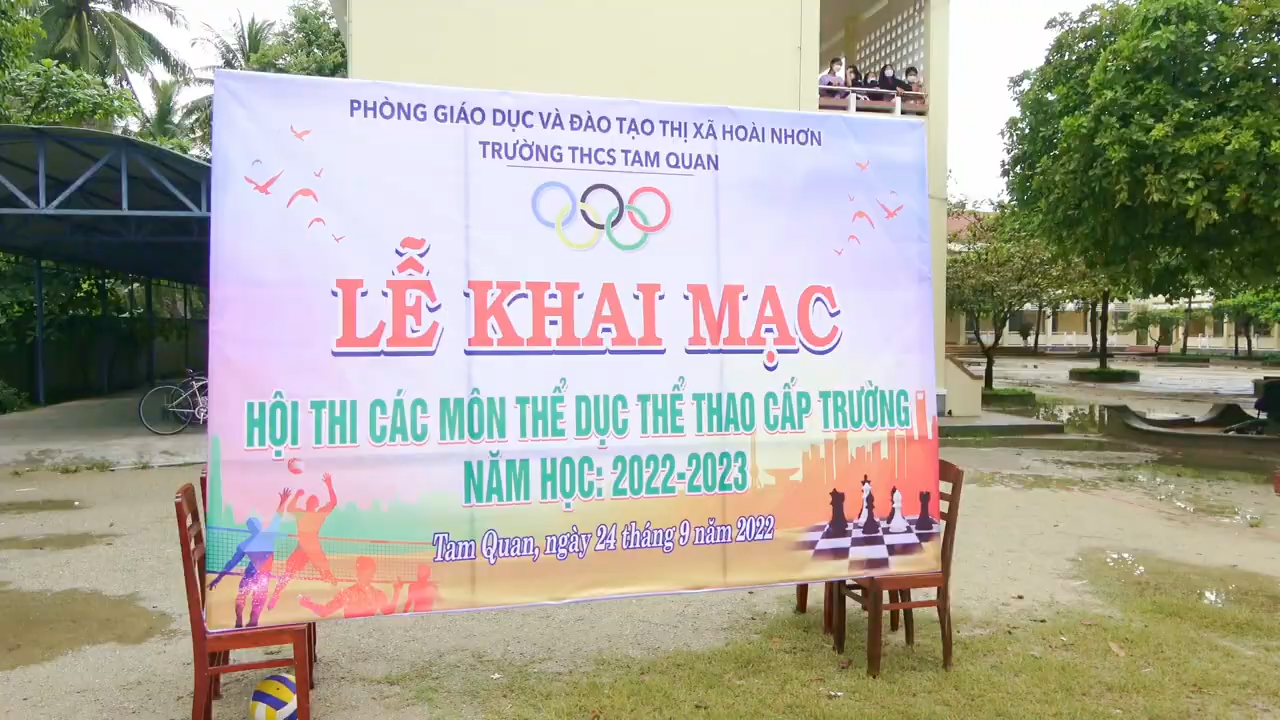 PHÒNG GIÁO DỤC VÀ ĐÀO TẠO THỊ XÃ HOÀI NHƠN
TRƯỜNG THCS TAM QUAN
LỄ KHAI MẠC
HỘI THI CÁC MÔN THỂ DỤC THỂ THAO CẤP TRƯỜNG
NĂM HỌC: 2022-2023
Tam Quan, ngày 24 tháng 9 năm 2022